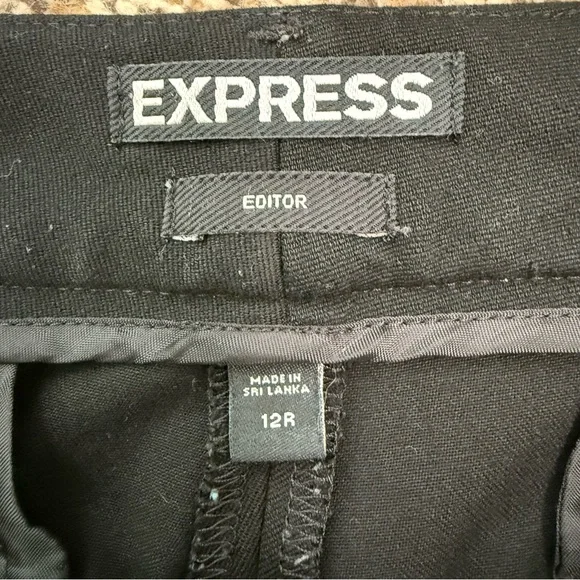 EXPRESS
EDITOR
MADE IN
SRI LANKA
12R